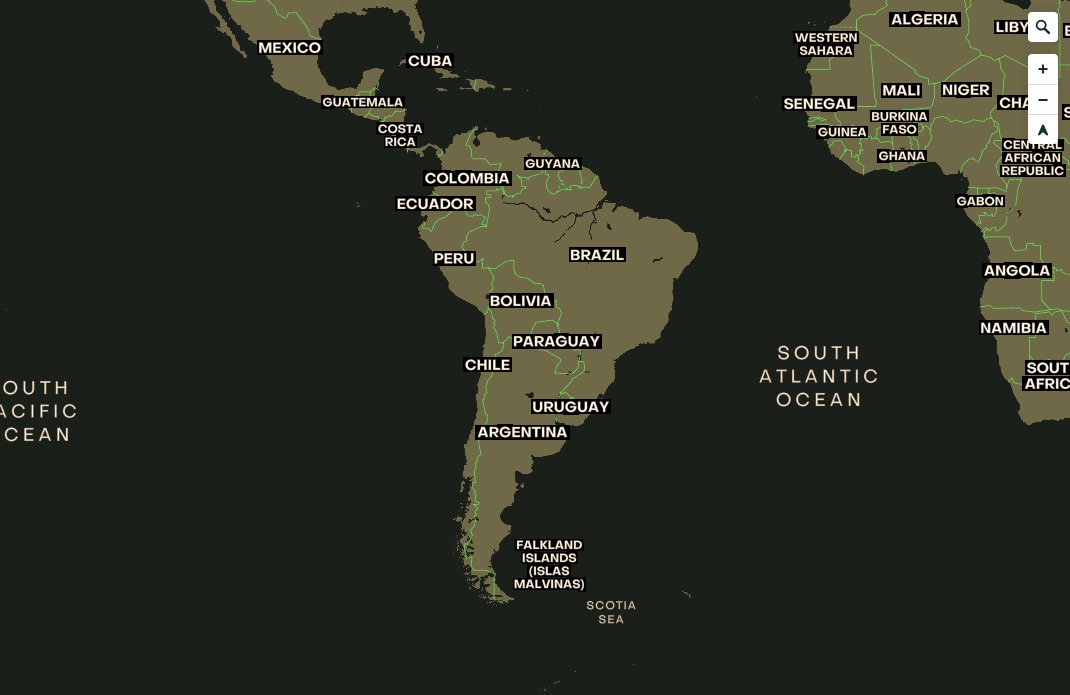 ALGERIA
LIBY
MEXICO
WESTERN
SAHARA
CUBA
MALI
NIGER
GUATEMALA
SENEGAL
CHA
BURKINA
FASO
COSTA
RICA
GUINEA
CENTRAL
AFRICAN
REPUBLIC
GHANA
GUYANA
COLOMBIA
ECUADOR
GABON
BRAZIL
PERU
ANGOLA
BOLIVIA
NAMIBIA
PARAGUAY
SOUTH
ATLANTIC
OCEAN
CHILE
SOUT
AFRIC
OUTH
ACIFIC
CEAN
URUGUAY
ARGENTINA
FALKLAND
ISLANDS
(ISLAS
MALVINAS)
SCOTIA
SEA